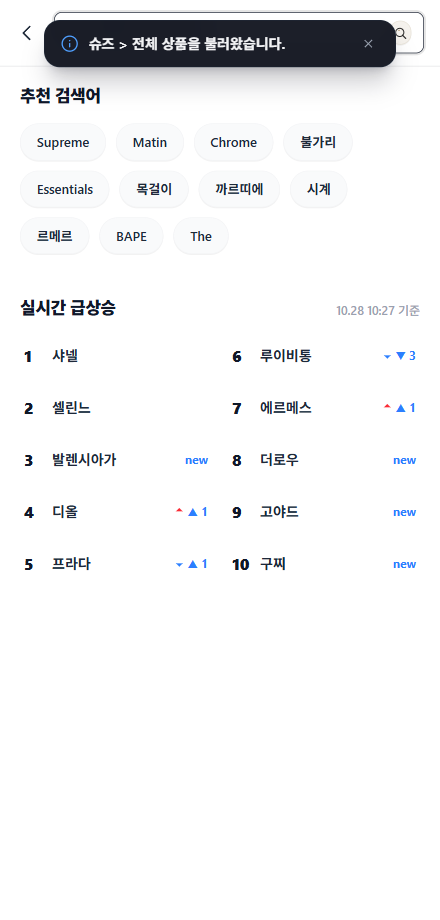 슈즈 > 전체 상품을 불러왔습니다.
추천 검색어
Supreme Matin Chrome 불가리
Essentials 목걸이 까르띠에 시계
르메르 BAPE The
실시간 급상승 10.28 10:27 기준
1 샤넬
2 셀린느
3 발렌시아가 new
4 디올 ▲ 1
5 프라다 ▲ 1
6 루이비통 ▼ 3
7 에르메스 ▲ 1
8 더로우 new
9 고야드 new
10 구찌 new